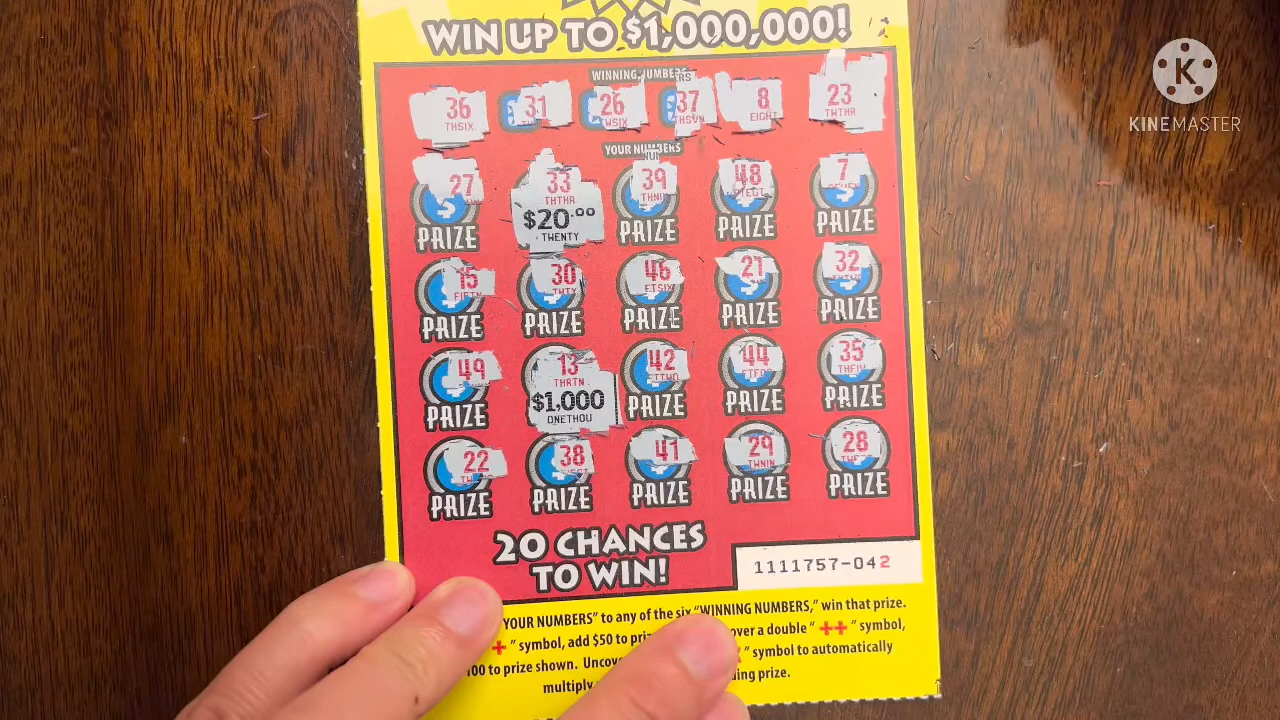 WIN UP TO $1,000,000!
WINNING NUMBERS
36 31 26 37 8 23
THSIX TWSIX THSVN EIGHT TWTHR
YOUR NUMBERS
27 33 39 48 7
THTHR
$20.00
TWENTY
PRIZE PRIZE PRIZE PRIZE
15 30 46 21 32
FIFTN THTY FTSIX
PRIZE PRIZE PRIZE PRIZE PRIZE
49 13 42 44 35
THRTN FTTWO FTFOR THFIV
$1,000
ONETHOU
PRIZE PRIZE PRIZE PRIZE
22 38 41 29 28
TWNIN
PRIZE PRIZE PRIZE PRIZE PRIZE
20 CHANCES
TO WIN!
1111757-042
YOUR NUMBERS" to any of the six "WINNING NUMBERS," win that prize.
+" symbol, add $50 to over a double "++" symbol,
to prize shown. " symbol to automatically
multiply prize.
K
KINEMASTER